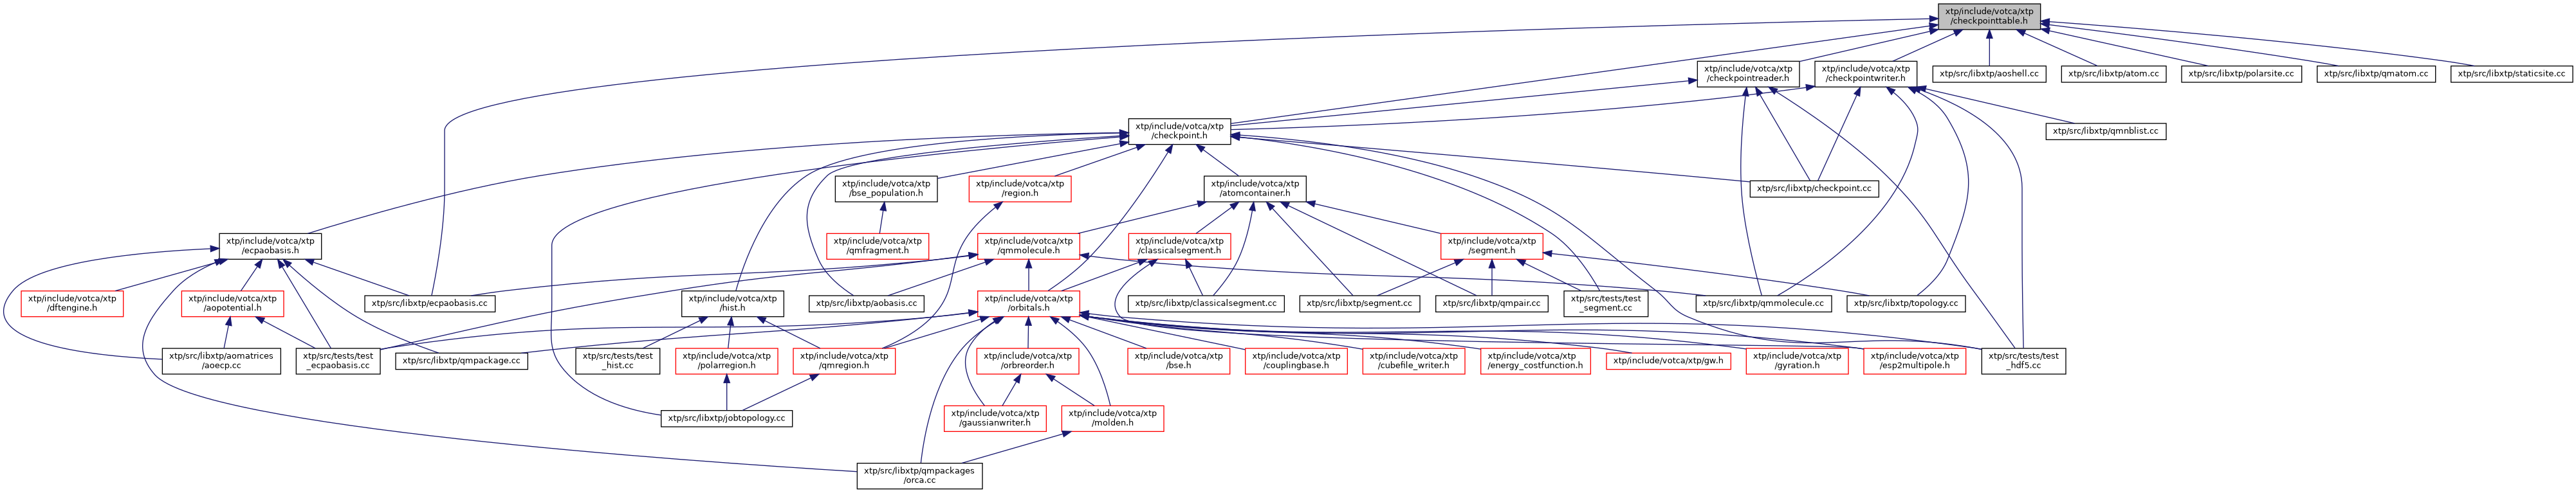 xtp/include/votca/xtp
/checkpointtable.h
xtp/include/votca/xtp
/checkpointreader.h
xtp/include/votca/xtp
/checkpointwriter.h
xtp/src/libxtp/aoshell.cc
xtp/src/libxtp/atom.cc
xtp/src/libxtp/polarsite.cc
xtp/src/libxtp/qmatom.cc
xtp/src/libxtp/staticsite.cc
xtp/include/votca/xtp
/checkpoint.h
xtp/src/libxtp/qmnblist.cc
xtp/include/votca/xtp
/bse_population.h
xtp/include/votca/xtp
/region.h
xtp/include/votca/xtp
/atomcontainer.h
xtp/src/libxtp/checkpoint.cc
xtp/include/votca/xtp
/ecpaobasis.h
xtp/include/votca/xtp
/qmfragment.h
xtp/include/votca/xtp
/qmmolecule.h
xtp/include/votca/xtp
/classicalsegment.h
xtp/include/votca/xtp
/segment.h
xtp/include/votca/xtp
/dftengine.h
xtp/include/votca/xtp
/aopotential.h
xtp/src/libxtp/ecpaobasis.cc
xtp/include/votca/xtp
/hist.h
xtp/src/libxtp/aobasis.cc
xtp/include/votca/xtp
/orbitals.h
xtp/src/libxtp/classicalsegment.cc
xtp/src/libxtp/segment.cc
xtp/src/libxtp/qmpair.cc
xtp/src/tests/test
_segment.cc
xtp/src/libxtp/qmmolecule.cc
xtp/src/libxtp/topology.cc
xtp/src/libxtp/aomatrices
/aoecp.cc
xtp/src/tests/test
_ecpaobasis.cc
xtp/src/libxtp/qmpackage.cc
xtp/src/tests/test
_hist.cc
xtp/include/votca/xtp
/polarregion.h
xtp/include/votca/xtp
/qmregion.h
xtp/include/votca/xtp
/orbreorder.h
xtp/include/votca/xtp
/bse.h
xtp/include/votca/xtp
/couplingbase.h
xtp/include/votca/xtp
/cubefile_writer.h
xtp/include/votca/xtp
/energy_costfunction.h
xtp/include/votca/xtp/gw.h
xtp/include/votca/xtp
/gyration.h
xtp/include/votca/xtp
/esp2multipole.h
xtp/src/tests/test
_hdf5.cc
xtp/src/libxtp/jobtopology.cc
xtp/include/votca/xtp
/gaussianwriter.h
xtp/include/votca/xtp
/molden.h
xtp/src/libxtp/qmpackages
/orca.cc